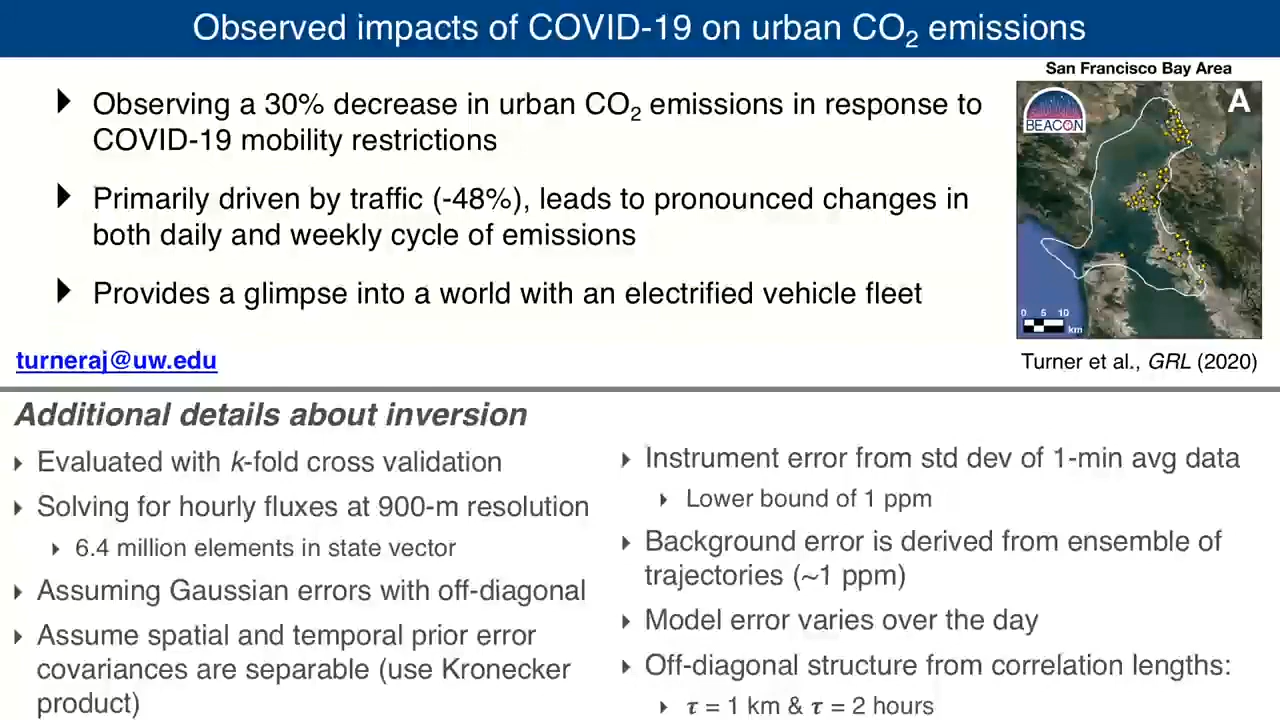 Observed impacts of COVID-19 on urban CO₂ emissions
Observing a 30% decrease in urban CO₂ emissions in response to
COVID-19 mobility restrictions
Primarily driven by traffic (-48%), leads to pronounced changes in
both daily and weekly cycle of emissions
Provides a glimpse into a world with an electrified vehicle fleet
turneraj@uw.edu
San Francisco Bay Area
A
BEACON
0 5 10
km
Turner et al., GRL (2020)
Additional details about inversion
Evaluated with k-fold cross validation
Solving for hourly fluxes at 900-m resolution
6.4 million elements in state vector
Assuming Gaussian errors with off-diagonal
Assume spatial and temporal prior error
covariances are separable (use Kronecker
product)
Instrument error from std dev of 1-min avg data
Lower bound of 1 ppm
Background error is derived from ensemble of
trajectories (~1 ppm)
Model error varies over the day
Off-diagonal structure from correlation lengths:
τ = 1 km & τ = 2 hours